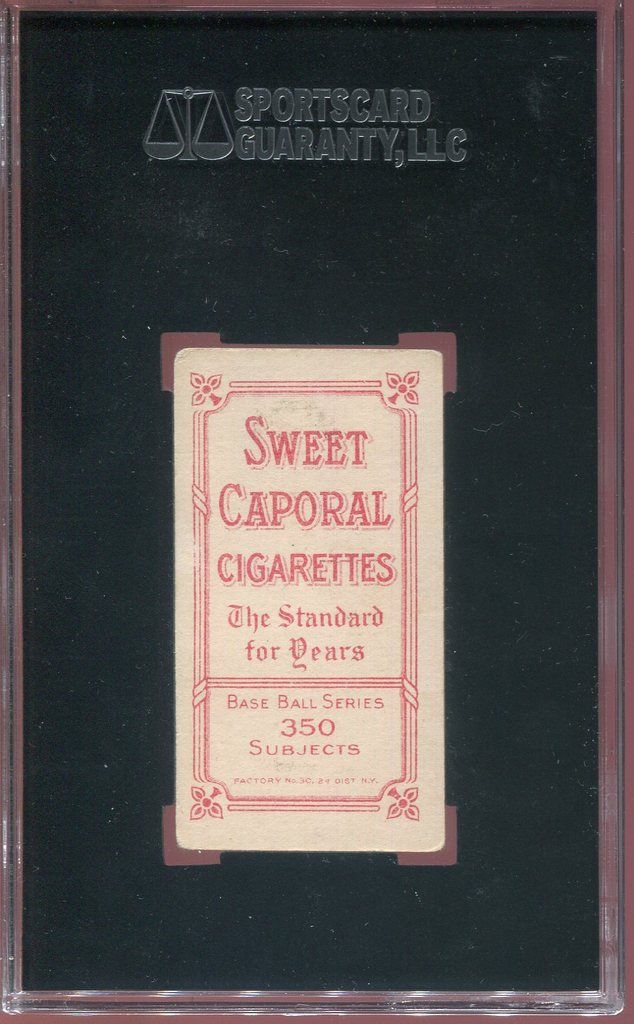 SPORTSCARD
GUARANTY, LLC
SWEET
CAPORAL
CIGARETTES
The Standard
for Years
BASE BALL SERIES
350
SUBJECTS
FACTORY No. 30, 2d DIST. N.Y.